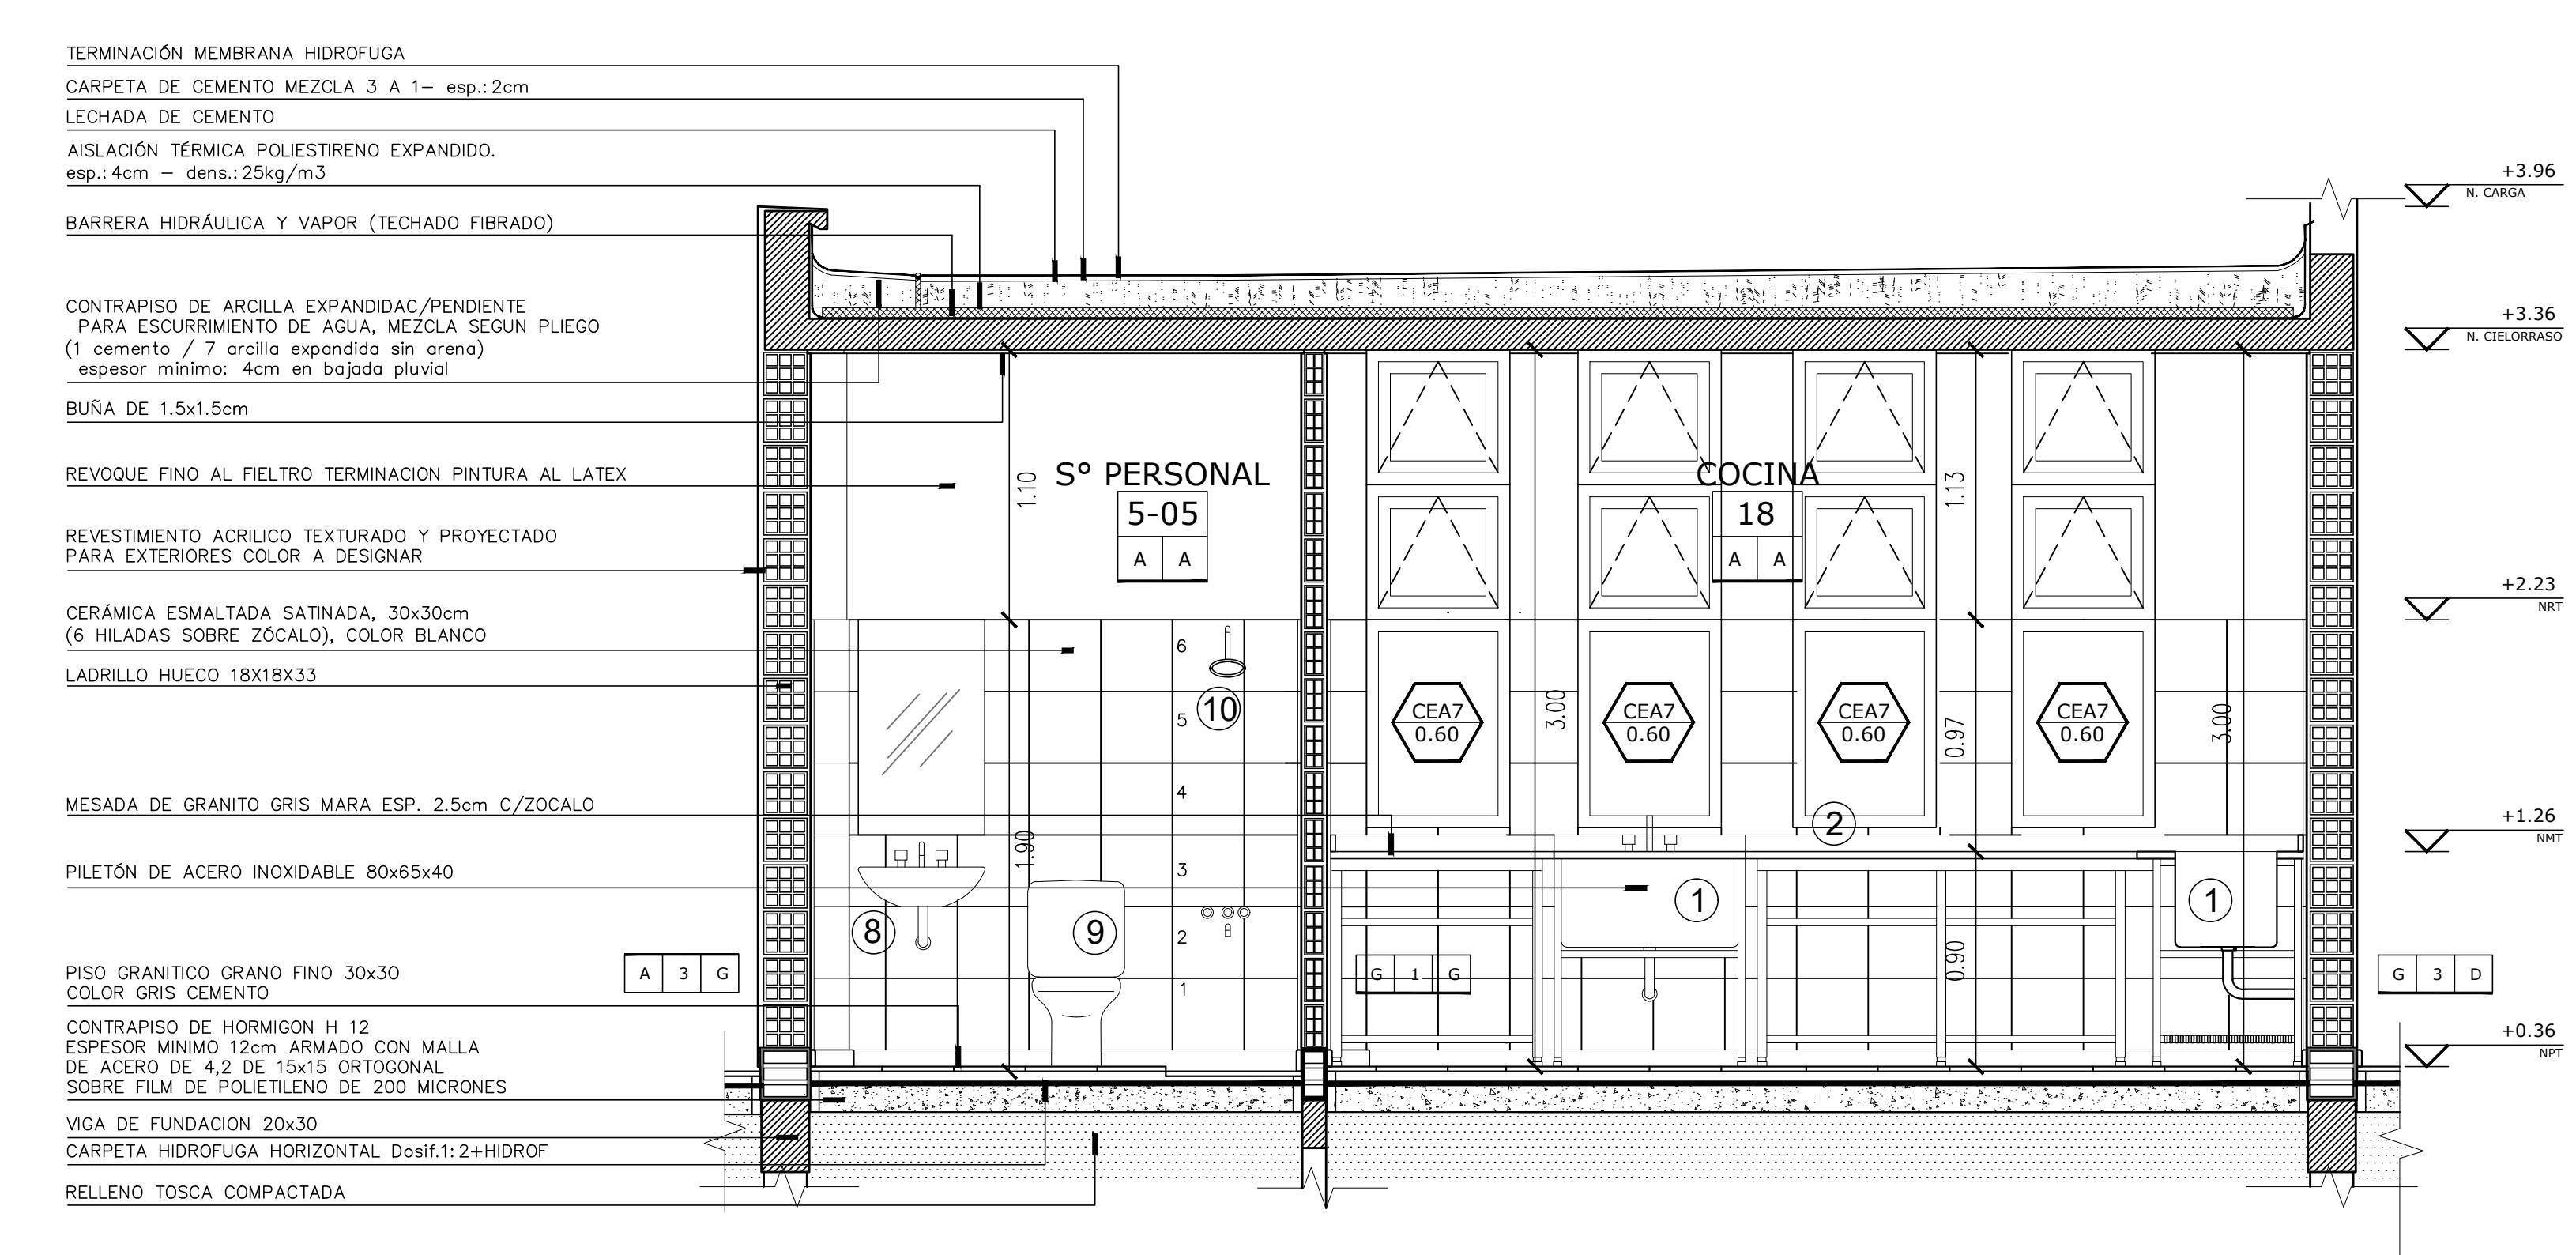 TERMINACIÓN MEMBRANA HIDROFUGA
CARPETA DE CEMENTO MEZCLA 3 A 1— esp.:2cm
LECHADA DE CEMENTO
AISLACIÓN TÉRMICA POLIESTIRENO EXPANDIDO.
esp.:4cm — dens.:25kg/m3
BARRERA HIDRÁULICA Y VAPOR (TECHADO FIBRADO)
CONTRAPISO DE ARCILLA EXPANDIDAC/PENDIENTE
PARA ESCURRIMIENTO DE AGUA, MEZCLA SEGUN PLIEGO
(1 cemento / 7 arcilla expandida sin arena)
espesor minimo: 4cm en bajada pluvial
BUÑA DE 1.5x1.5cm
REVOQUE FINO AL FIELTRO TERMINACION PINTURA AL LATEX
REVESTIMIENTO ACRILICO TEXTURADO Y PROYECTADO
PARA EXTERIORES COLOR A DESIGNAR
CERÁMICA ESMALTADA SATINADA, 30x30cm
(6 HILADAS SOBRE ZÓCALO), COLOR BLANCO
LADRILLO HUECO 18X18X33
MESADA DE GRANITO GRIS MARA ESP. 2.5cm C/ZOCALO
PILETÓN DE ACERO INOXIDABLE 80x65x40
PISO GRANITICO GRANO FINO 30x30
COLOR GRIS CEMENTO
CONTRAPISO DE HORMIGON H 12
ESPESOR MINIMO 12cm ARMADO CON MALLA
DE ACERO DE 4,2 DE 15x15 ORTOGONAL
SOBRE FILM DE POLIETILENO DE 200 MICRONES
VIGA DE FUNDACION 20x30
CARPETA HIDROFUGA HORIZONTAL Dosif.1:2+HIDROF
RELLENO TOSCA COMPACTADA
A 3 G
S° PERSONAL
5-05
A A
1.10
1.90
6
5
4
3
2
1
10
8
9
COCINA
18
A A
1.13
3.00
0.97
3.00
0.90
CEA7
0.60
CEA7
0.60
CEA7
0.60
CEA7
0.60
2
1
1
G 1 G
G 3 D
+3.96
N. CARGA
+3.36
N. CIELORRASO
+2.23
NRT
+1.26
NMT
+0.36
NPT